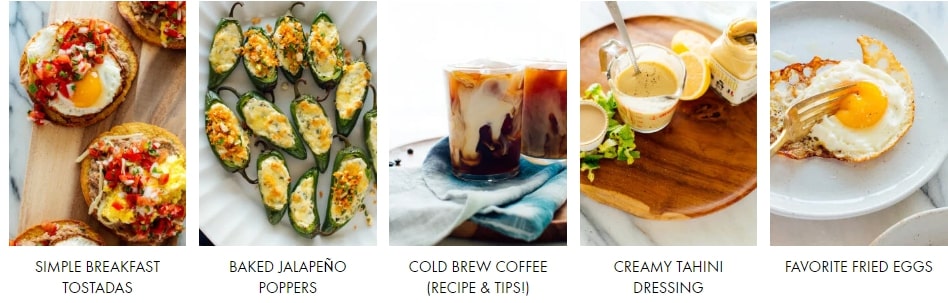 SIMPLE BREAKFAST
TOSTADAS
BAKED JALAPEÑO
POPPERS
COLD BREW COFFEE
(RECIPE & TIPS!)
CREAMY TAHINI
DRESSING
FAVORITE FRIED EGGS